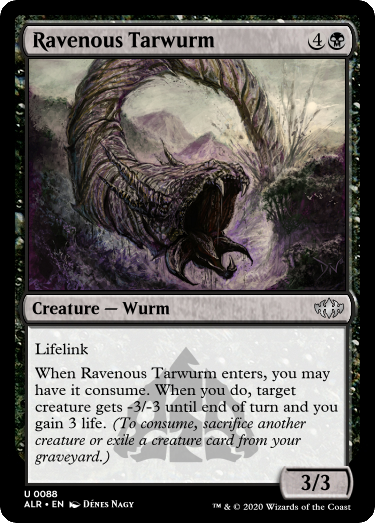 Ravenous Tarwurm 4
Creature — Wurm
Lifelink
When Ravenous Tarwurm enters, you may
have it consume. When you do, target
creature gets -3/-3 until end of turn and you
gain 3 life. (To consume, sacrifice another
creature or exile a creature card from your
graveyard.)
3/3
U 0088
ALR • EN Dénes Nagy ™ & © 2020 Wizards of the Coast